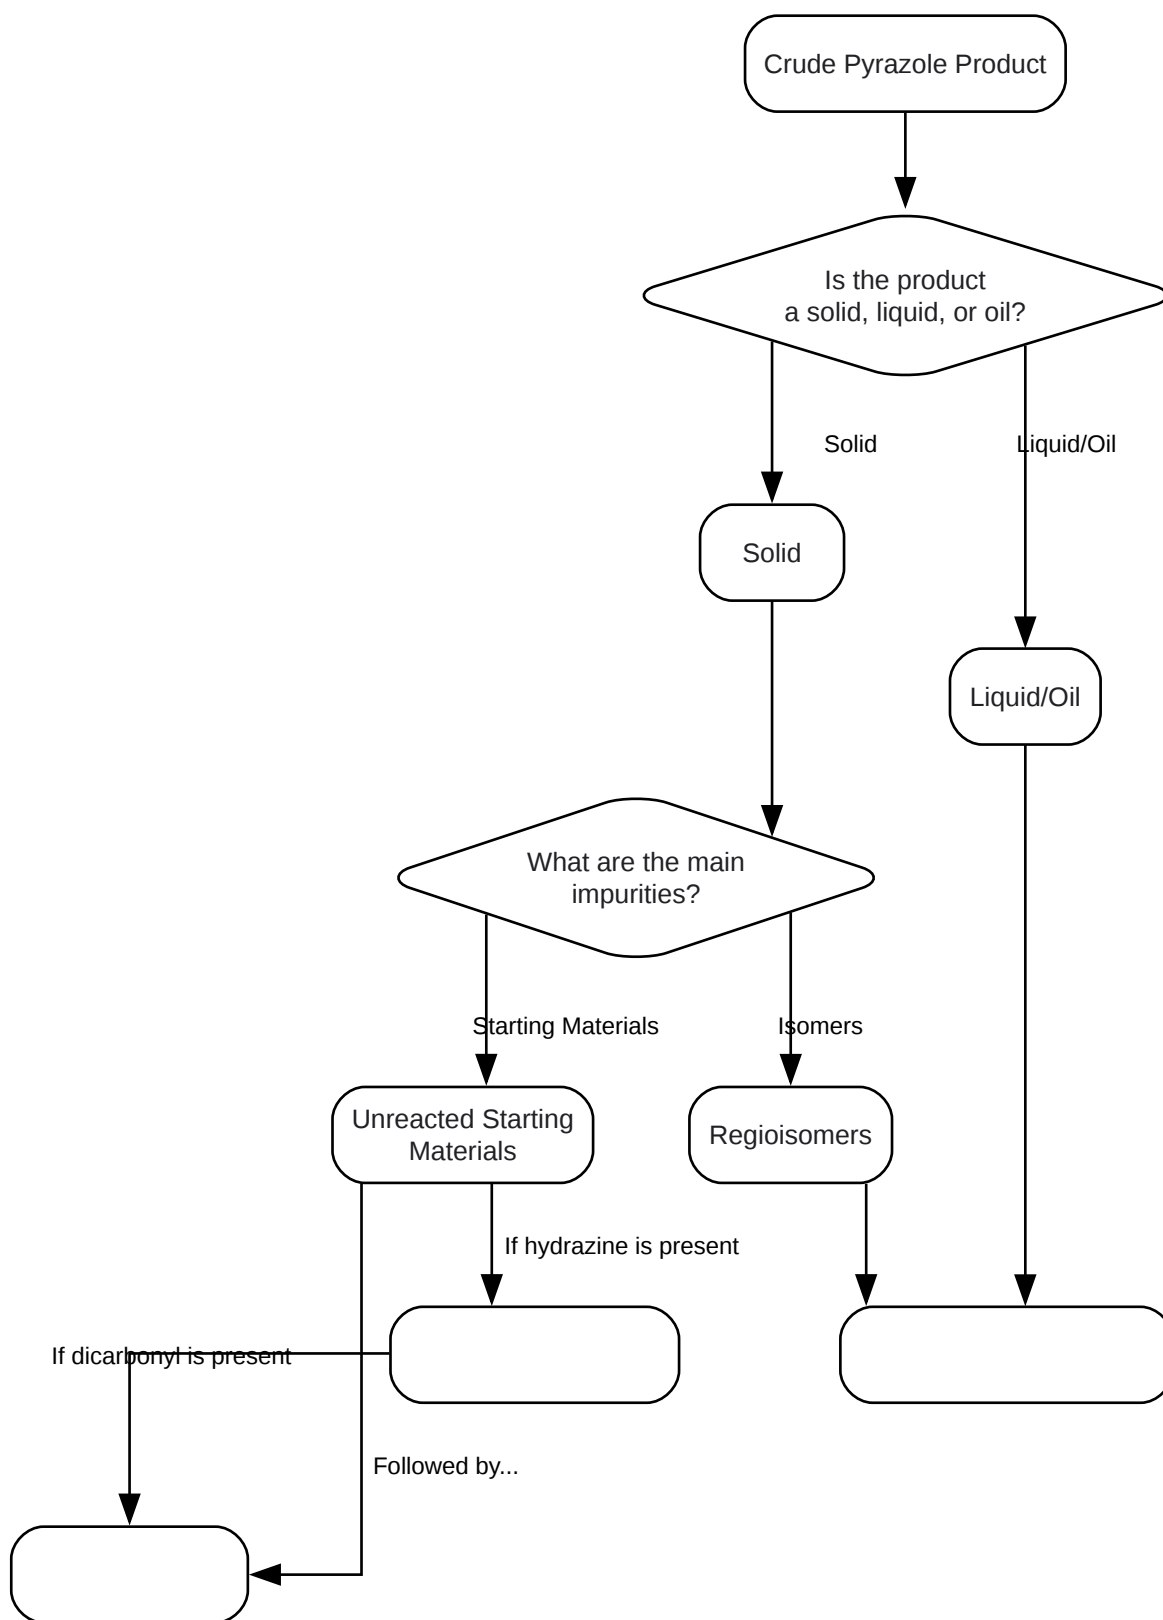 Crude Pyrazole Product
Is the product
a solid, liquid, or oil?
Solid
Liquid/Oil
Solid
Liquid/Oil
What are the main
impurities?
Starting Materials
Isomers
Unreacted Starting
Materials
Regioisomers
If hydrazine is present
If dicarbonyl is present
Followed by...